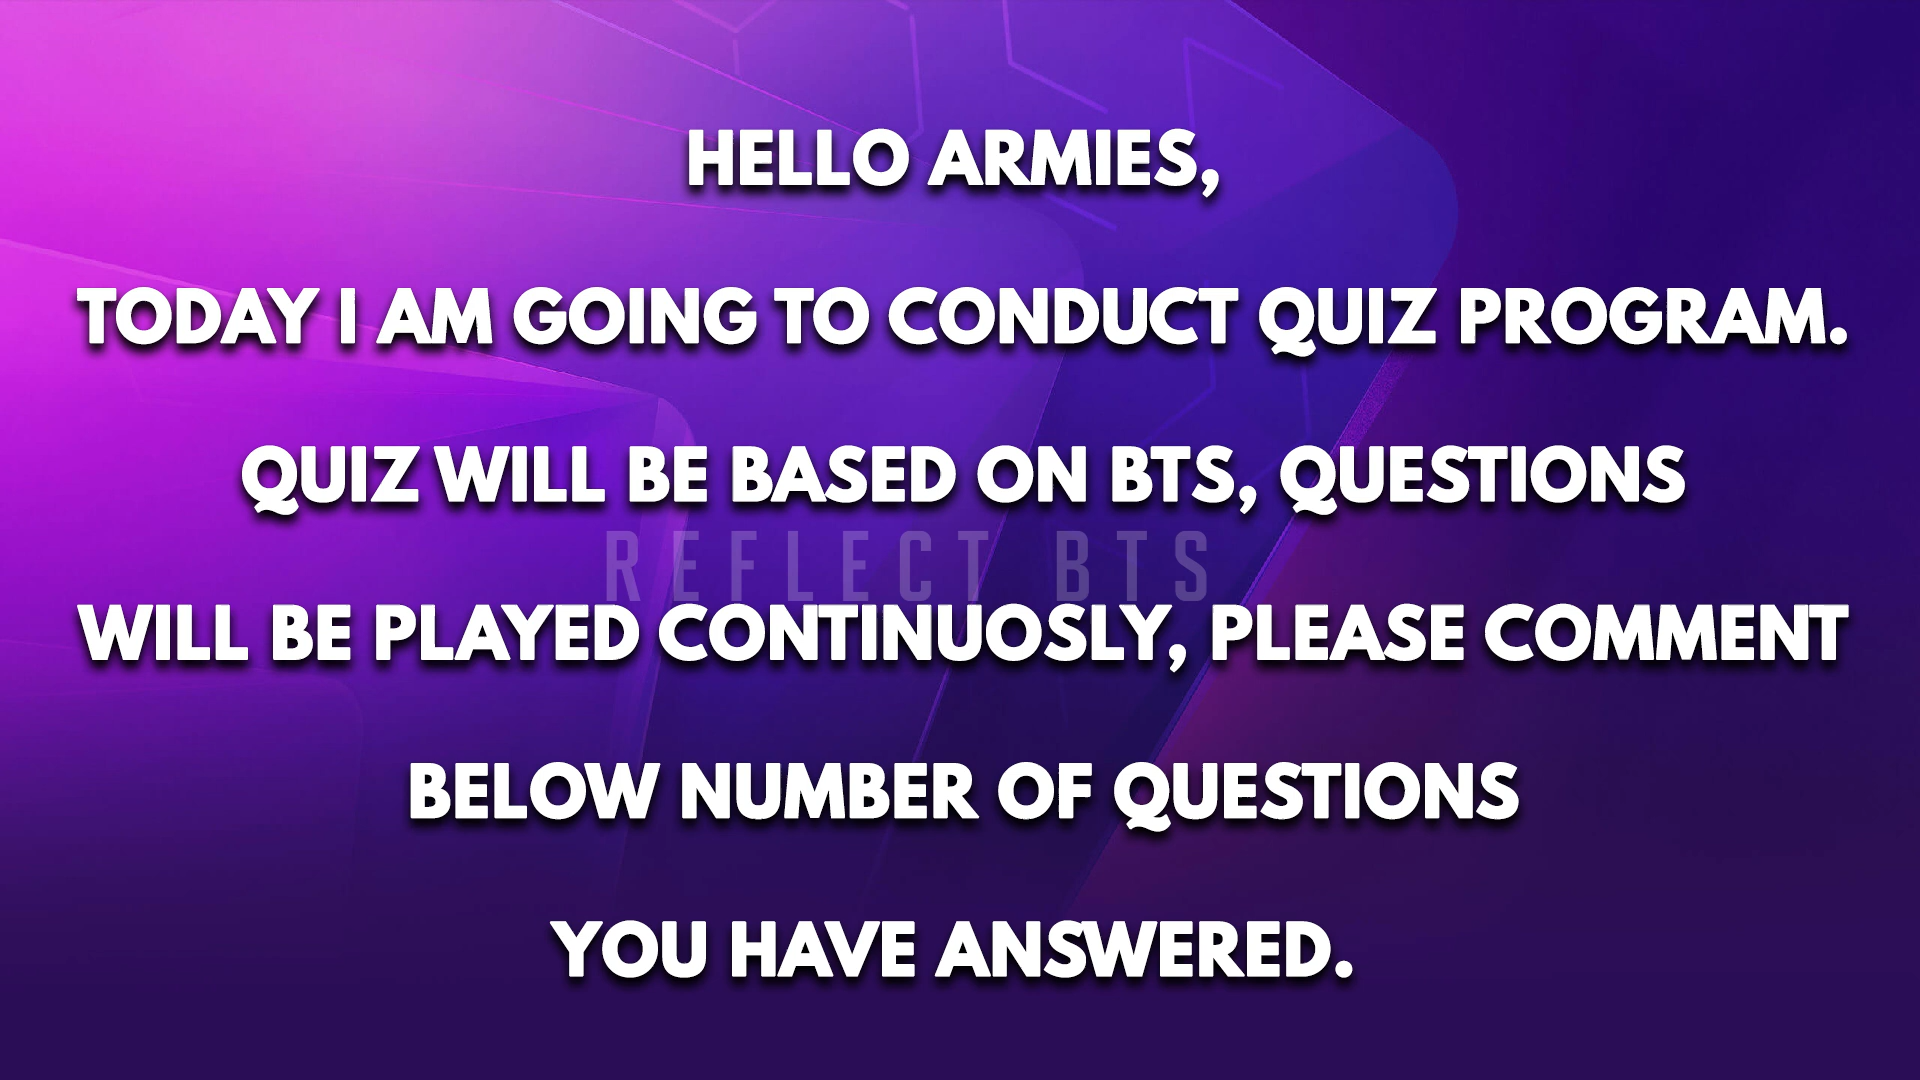 HELLO ARMIES,
TODAY I AM GOING TO CONDUCT QUIZ PROGRAM.
QUIZ WILL BE BASED ON BTS, QUESTIONS
REFLECT BTS
WILL BE PLAYED CONTINUOSLY, PLEASE COMMENT
BELOW NUMBER OF QUESTIONS
YOU HAVE ANSWERED.